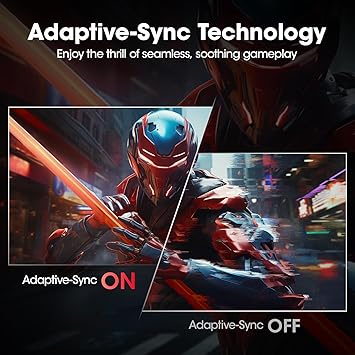 Adaptive-Sync Technology
Enjoy the thrill of seamless, soothing gameplay
Adaptive-Sync ON
Adaptive-Sync OFF